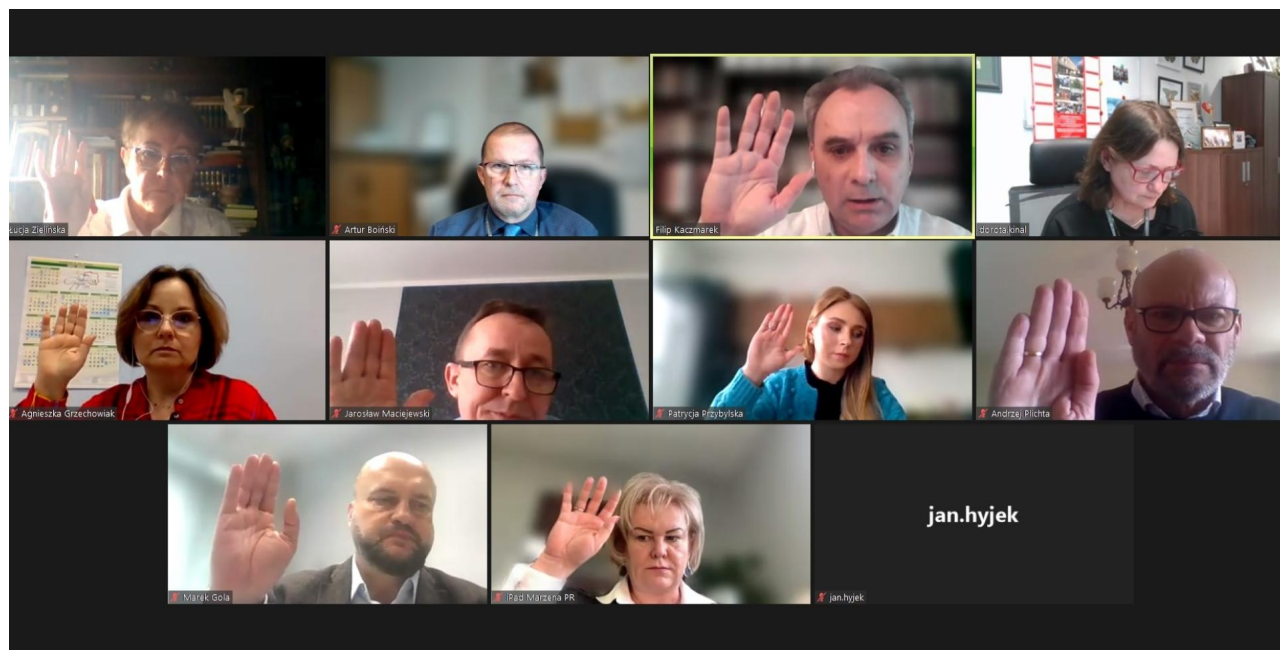 Łucja Zielińska
Artur Boiński
Filip Kaczmarek
dorota.kinal
Agnieszka Grzechowiak
Jarosław Maciejewski
Patrycja Przybylska
Andrzej Plichta
Marek Gola
iPad Marzena PR
jan.hyjek
jan.hyjek